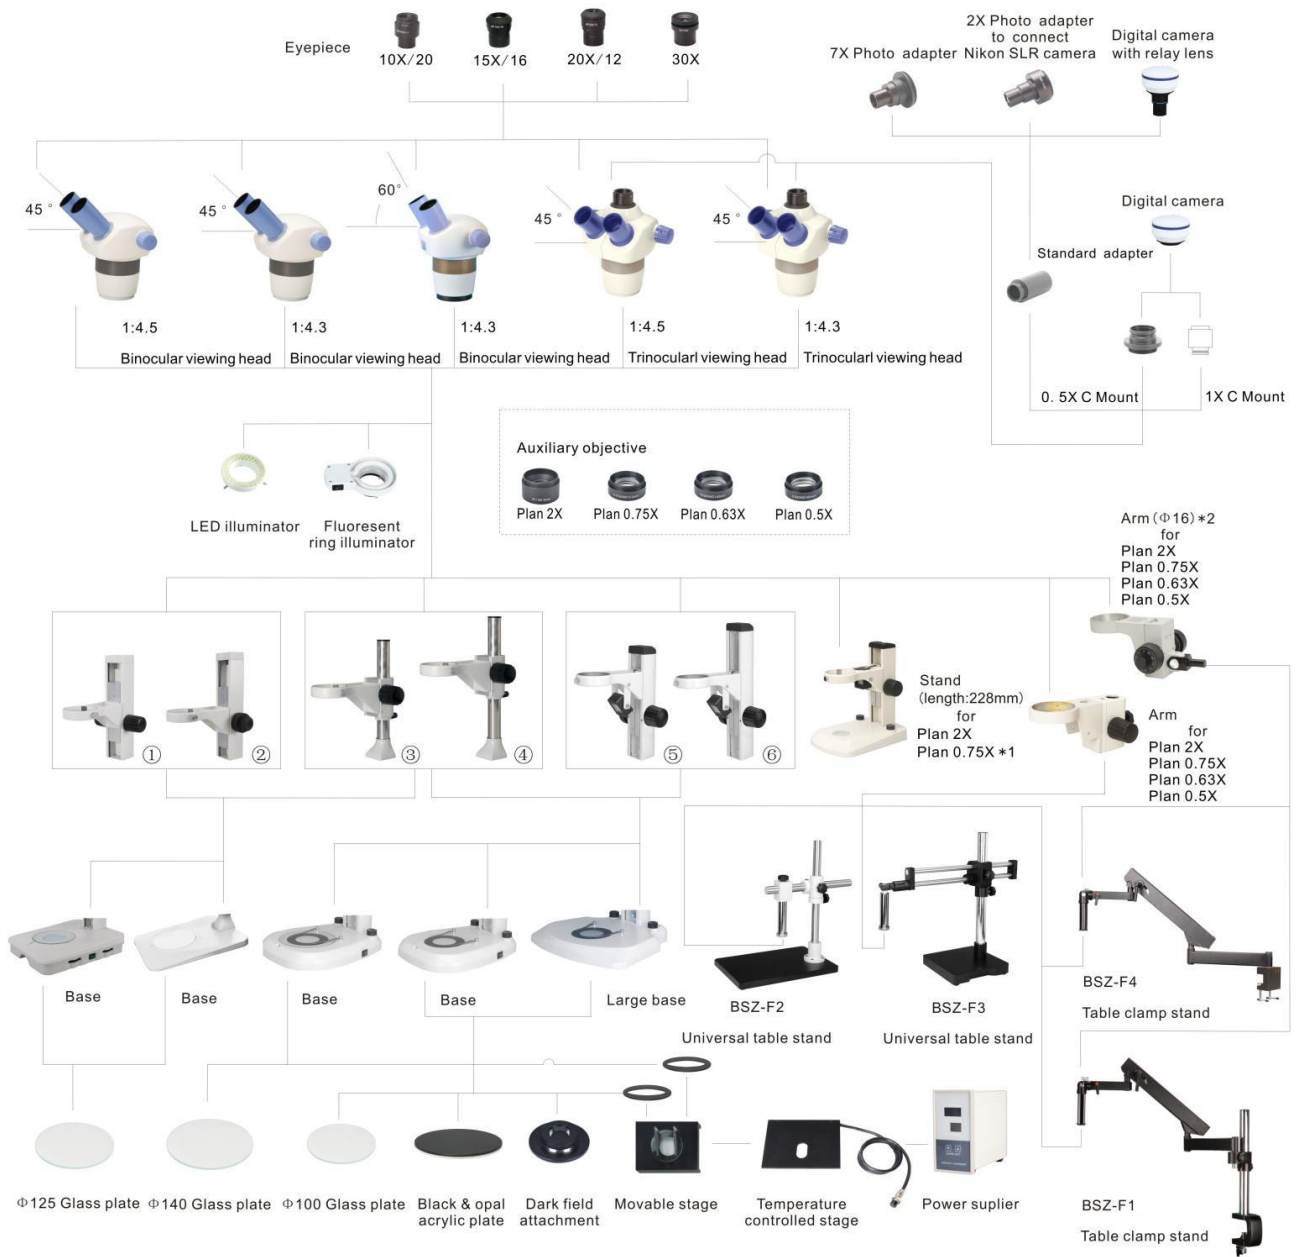 Eyepiece
10X/20
15X/16
20X/12
30X
7X Photo adapter
2X Photo adapter
to connect
Nikon SLR camera
Digital camera
with relay lens
45°
45°
60°
45°
45°
Digital camera
Standard adapter
1:4.5
Binocular viewing head
1:4.3
Binocular viewing head
1:4.3
Binocular viewing head
1:4.5
Trinocularl viewing head
1:4.3
Trinocularl viewing head
0. 5X C Mount
1X C Mount
Auxiliary objective
Plan 2X
Plan 0.75X
Plan 0.63X
Plan 0.5X
LED illuminator
Fluoresent
ring illuminator
Arm (Φ16)*2
for
Plan 2X
Plan 0.75X
Plan 0.63X
Plan 0.5X
①
②
③
④
⑤
⑥
Stand
(length:228mm)
for
Plan 2X
Plan 0.75X *1
Arm
for
Plan 2X
Plan 0.75X
Plan 0.63X
Plan 0.5X
Base
Base
Base
Base
Large base
BSZ-F2
Universal table stand
BSZ-F3
Universal table stand
BSZ-F4
Table clamp stand
Φ125 Glass plate
Φ140 Glass plate
Φ100 Glass plate
Black & opal
acrylic plate
Dark field
attachment
Movable stage
Temperature
controlled stage
Power suplier
BSZ-F1
Table clamp stand